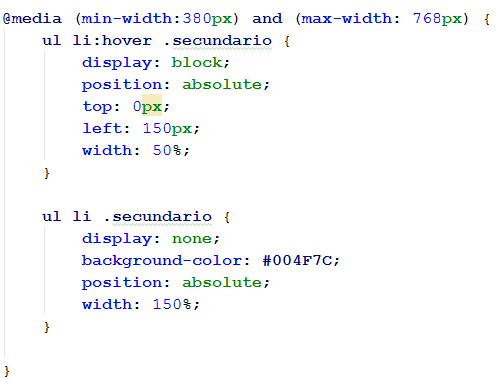 @media (min-width:380px) and (max-width: 768px) {
ul li:hover .secundario {
display: block;
position: absolute;
top: 0px;
left: 150px;
width: 50%;
}
ul li .secundario {
display: none;
background-color: #004F7C;
position: absolute;
width: 150%;
}
}